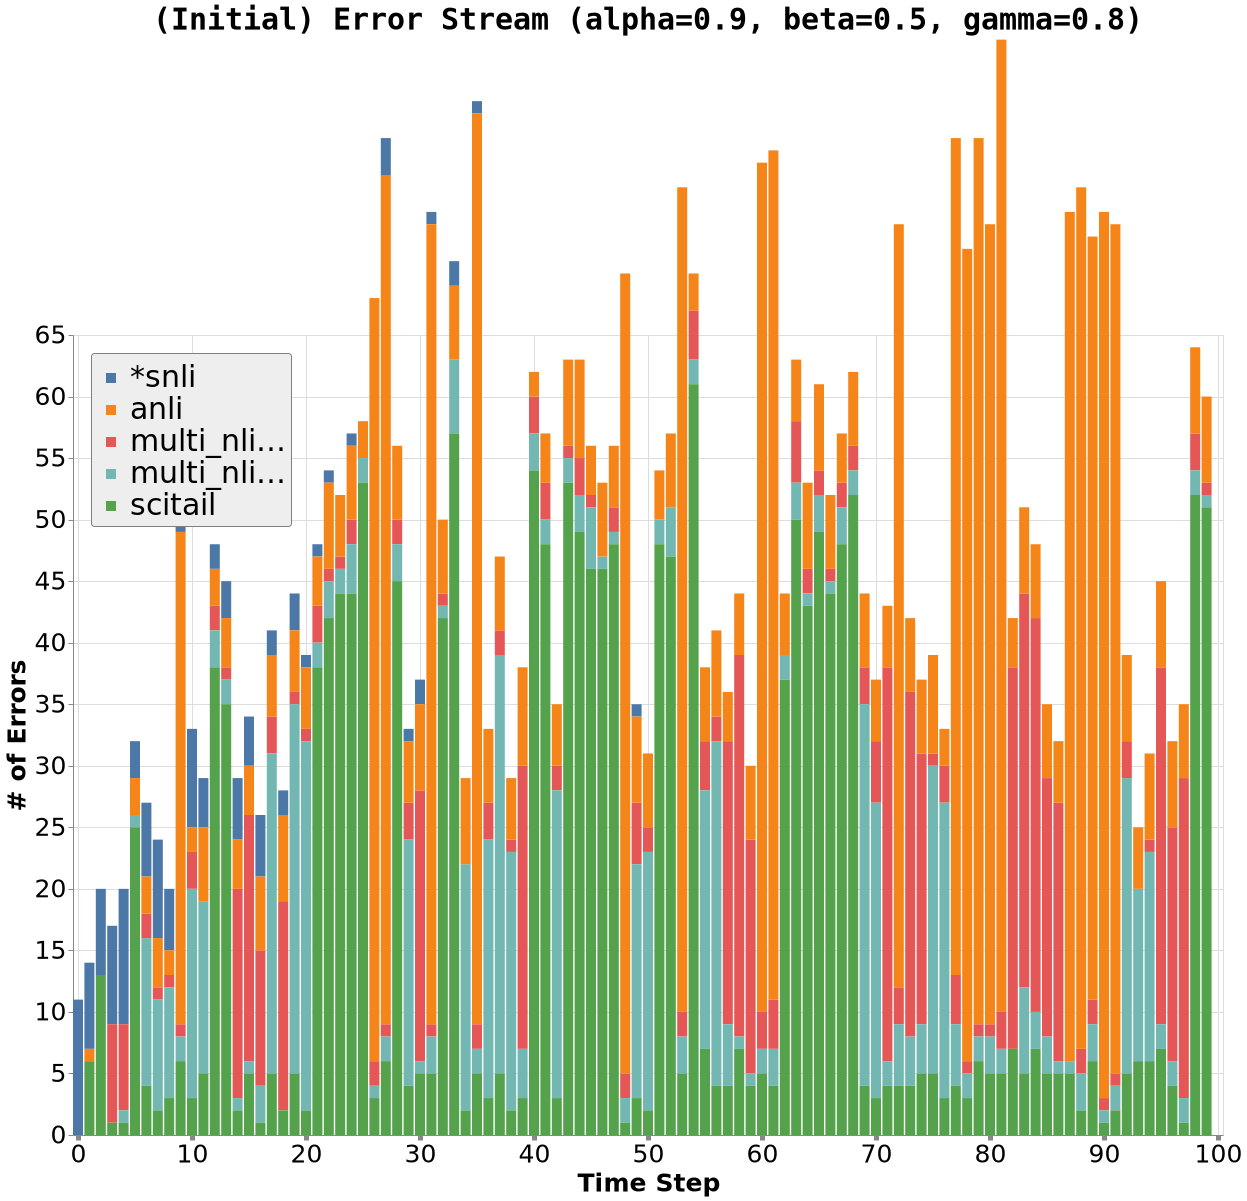 (Initial) Error Stream (alpha=0.9, beta=0.5, gamma=0.8)
65
60
55
50
45
40
35
30
25
20
15
10
5
0
# of Errors
*snli
anli
multi_nli…
multi_nli…
scitail
0 10 20 30 40 50 60 70 80 90 100
Time Step